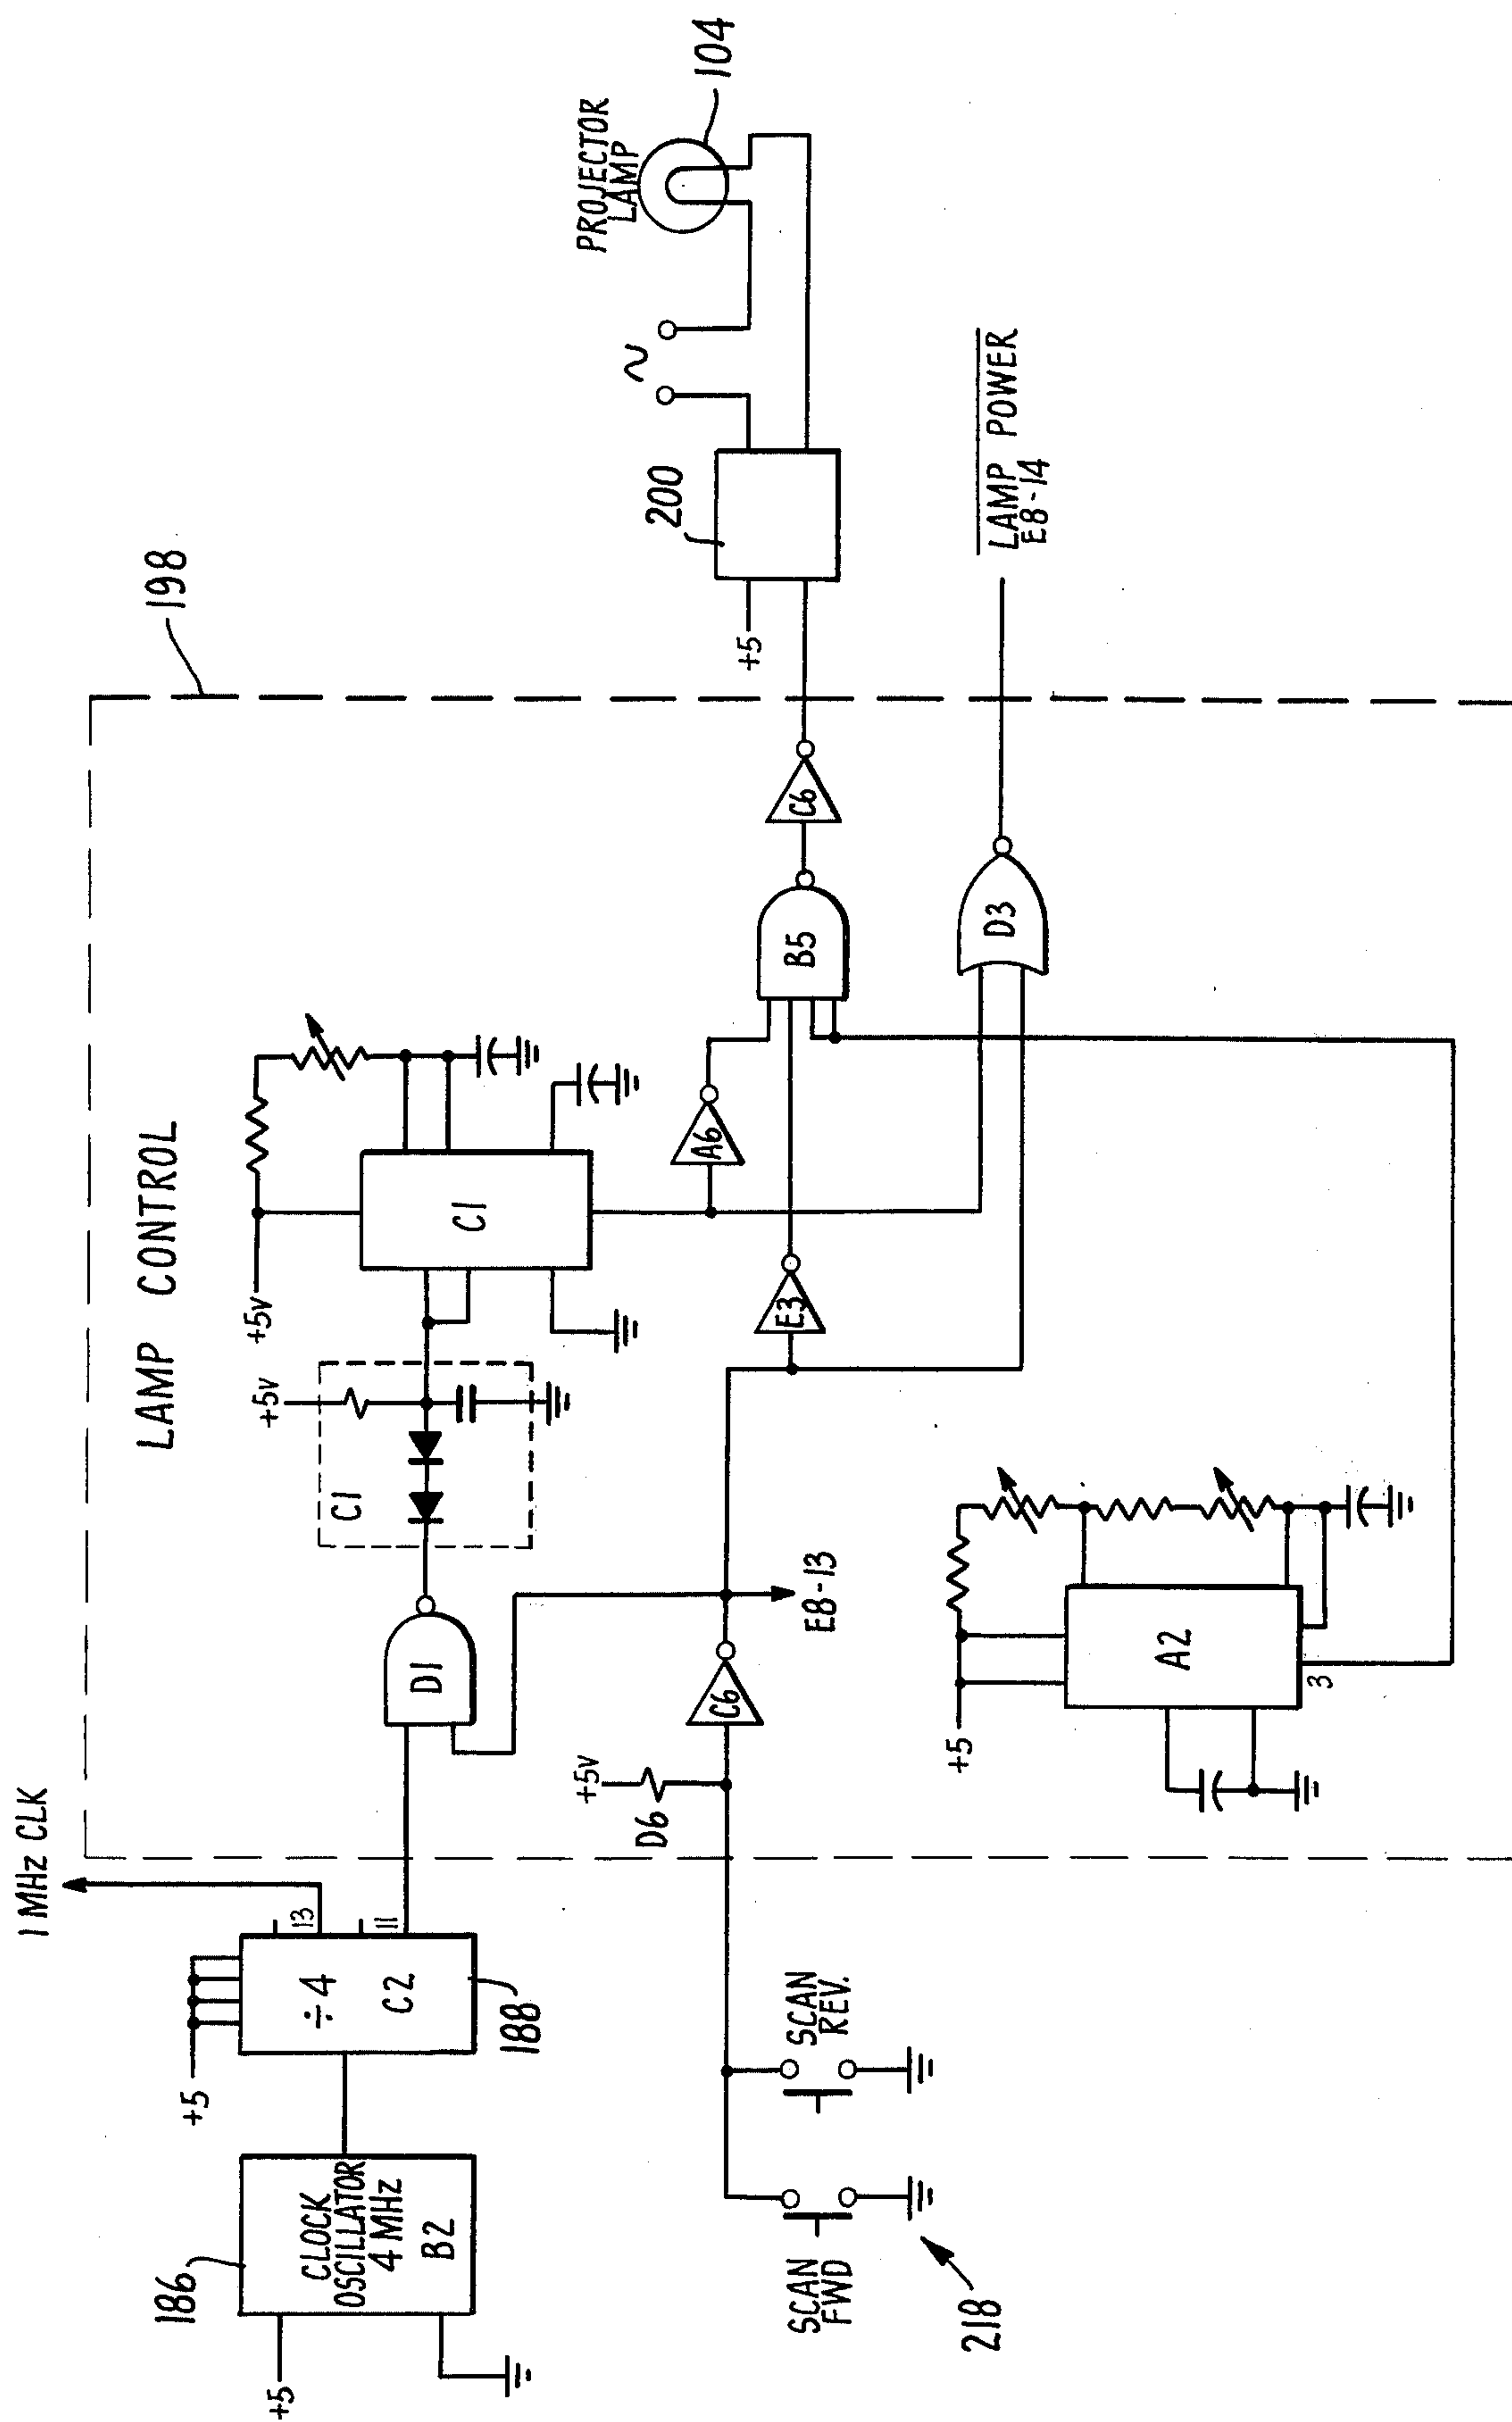 LAMP CONTROL
198
1 MHz CLK
+5
13
11
÷4
C2
188
186
CLOCK
OSCILLATOR
4 MHz
B2
+5
D1
C1
+5V
+5V
C1
A6
E3
B5
C6
+5
200
PROJECTOR
LAMP
104
~
D3
LAMP POWER
E8-14
+5V
D6
C6
E8-13
SCAN
FWD
SCAN
REV.
218
+5
A2
3